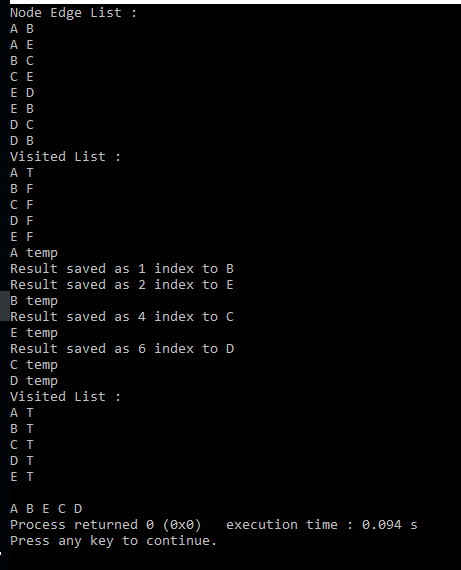 Node Edge List :
A B
A E
B C
C E
E D
E B
D C
D B
Visited List :
A T
B F
C F
D F
E F
A temp
Result saved as 1 index to B
Result saved as 2 index to E
B temp
Result saved as 4 index to C
E temp
Result saved as 6 index to D
C temp
D temp
Visited List :
A T
B T
C T
D T
E T
A B E C D
Process returned 0 (0x0)   execution time : 0.094 s
Press any key to continue.